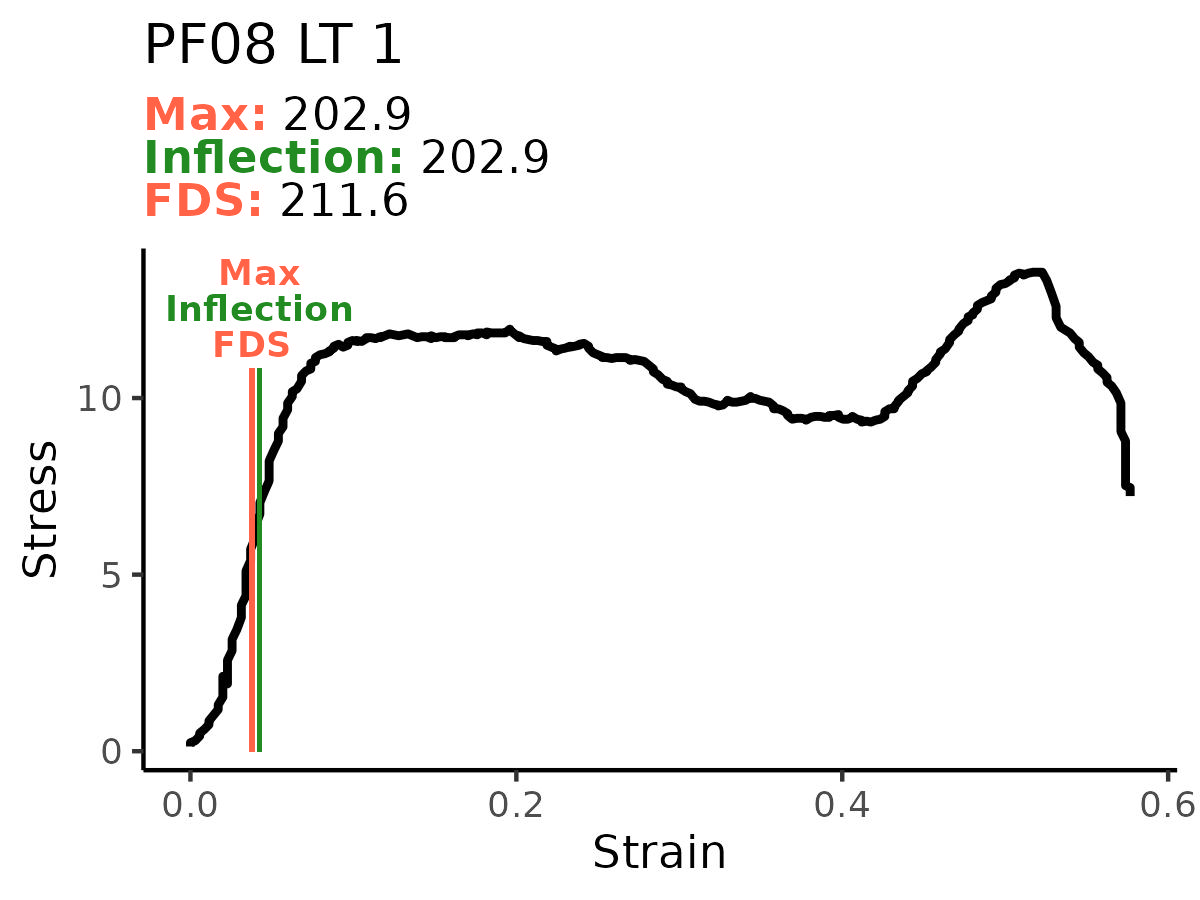 PF08 LT 1
Max: 202.9
Inflection: 202.9
FDS: 211.6
Max
Inflection
FDS
10
5
0
Stress
0.0 0.2 0.4 0.6
Strain